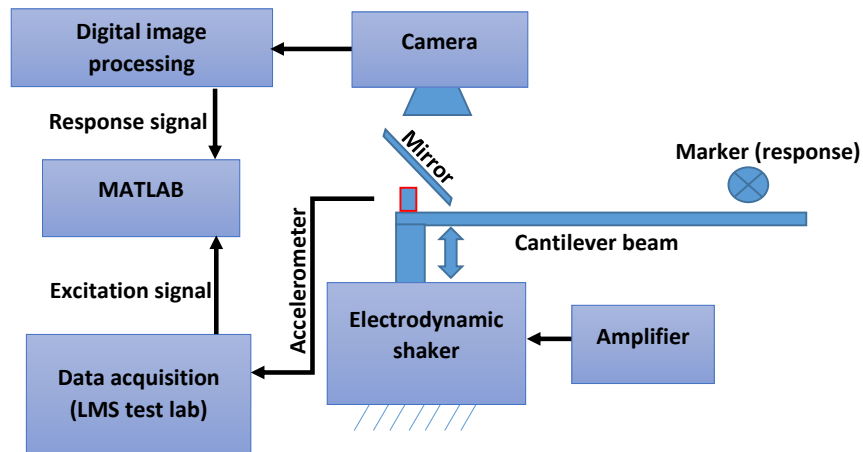 Digital image
processing
Camera
Response signal
Mirror
Marker (response)
MATLAB
Cantilever beam
Accelerometer
Excitation signal
Electrodynamic
shaker
Amplifier
Data acquisition
(LMS test lab)